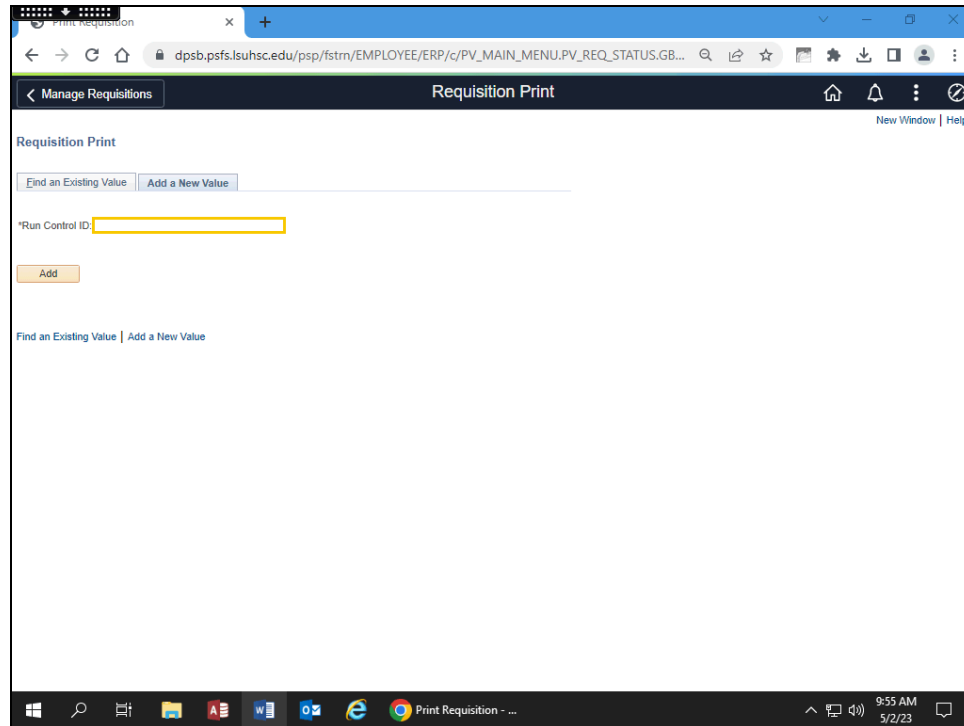 Print Requisition
dpsb.psfs.lsuhsc.edu/psp/fstrn/EMPLOYEE/ERP/c/PV_MAIN_MENU.PV_REQ_STATUS.GB...
Manage Requisitions
Requisition Print
New Window | Help
Requisition Print
Find an Existing Value
Add a New Value
*Run Control ID:
Add
Find an Existing Value | Add a New Value
Print Requisition - ...
9:55 AM
5/2/23